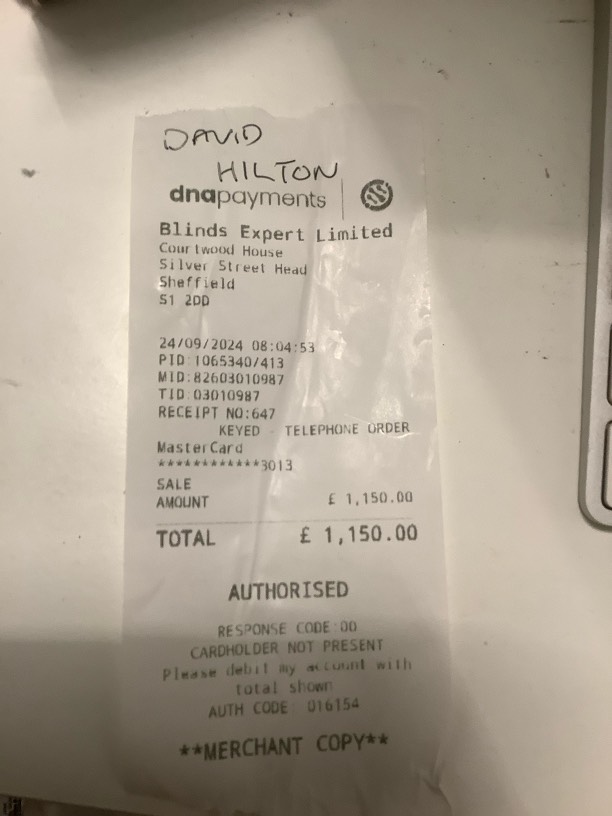 DAVID
HILTON
dnapayments
Blinds Expert Limited
Courtwood House
Silver Street Head
Sheffield
S1 2DD
24/09/2024 08:04:53
PID:1065340/413
MID:82603010987
TID:03010987
RECEIPT NO:647
KEYED - TELEPHONE ORDER
MasterCard
************3013
SALE
AMOUNT £ 1,150.00
TOTAL £ 1,150.00
AUTHORISED
RESPONSE CODE:00
CARDHOLDER NOT PRESENT
Please debit my account with
total shown
AUTH CODE: 016154
**MERCHANT COPY**